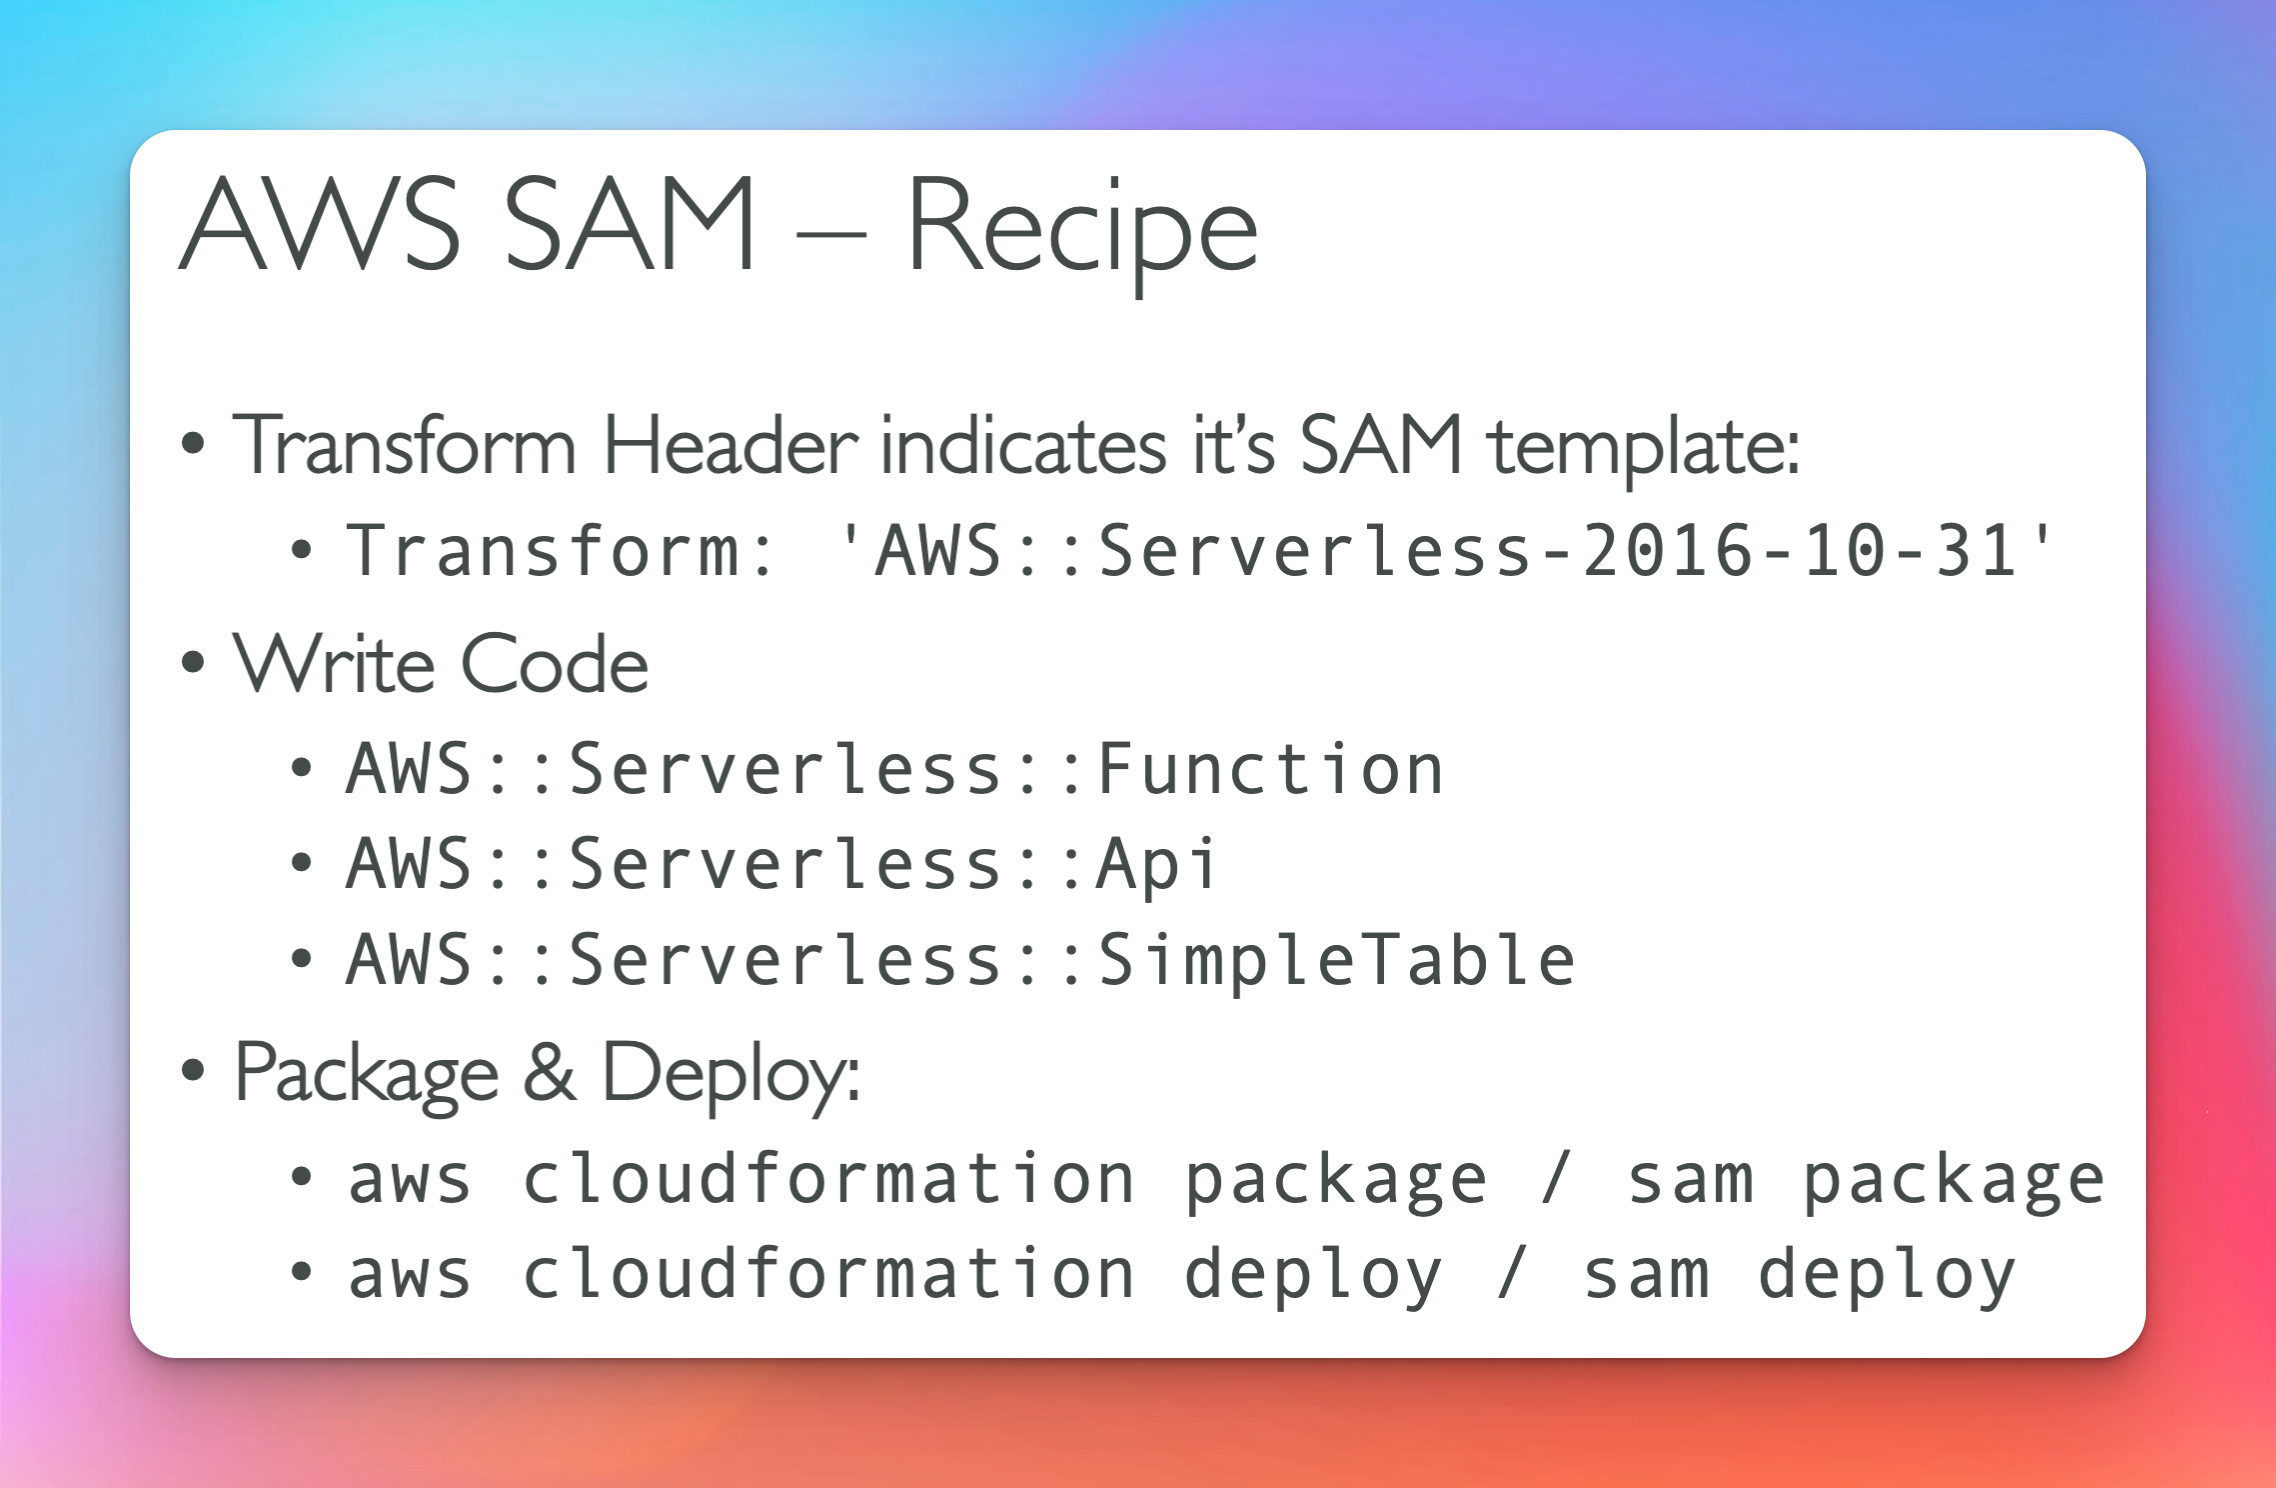 AWS SAM – Recipe
• Transform Header indicates it’s SAM template:
• Transform: 'AWS::Serverless-2016-10-31'
• Write Code
• AWS::Serverless::Function
• AWS::Serverless::Api
• AWS::Serverless::SimpleTable
• Package & Deploy:
• aws cloudformation package / sam package
• aws cloudformation deploy / sam deploy